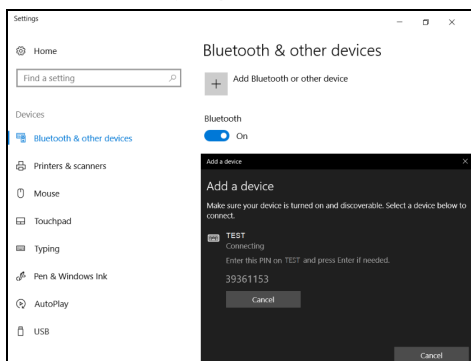 Settings
Home
Find a setting
Devices
Bluetooth & other devices
Printers & scanners
Mouse
Touchpad
Typing
Pen & Windows Ink
AutoPlay
USB
Bluetooth & other devices
Add Bluetooth or other device
Bluetooth
On
Add a device
Add a device
Make sure your device is turned on and discoverable. Select a device below to
connect.
TEST
Connecting
Enter this PIN on TEST and press Enter if needed.
39361153
Cancel
Cancel